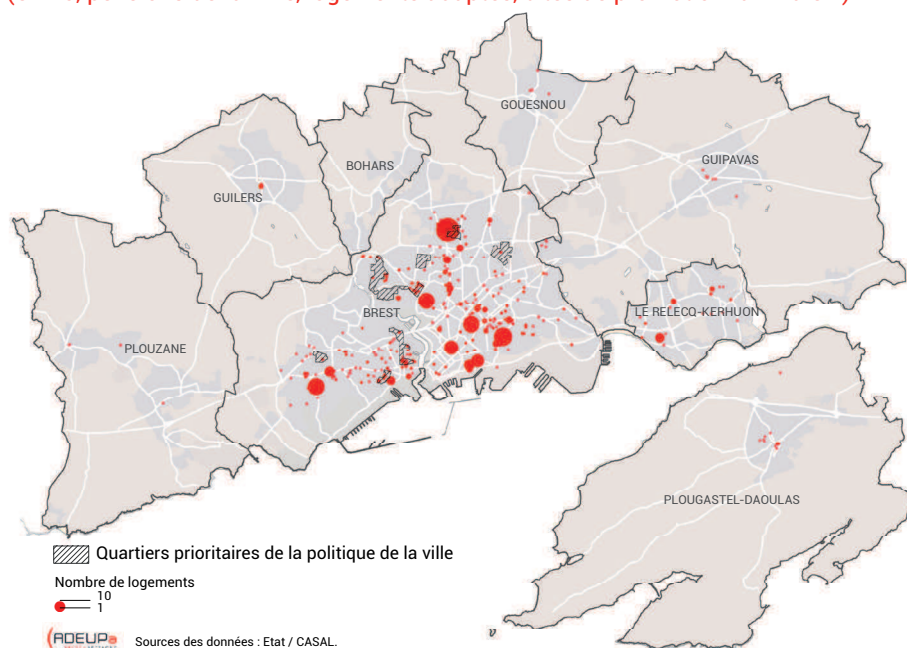 GOUESNOU
BOHARS
GUIPAVAS
GUILERS
BREST
LE RELECQ-KERHUON
PLOUZANE
PLOUGASTEL-DAOULAS
Quartiers prioritaires de la politique de la ville
Nombre de logements
10
1
ADEUPa
Sources des données : Etat / CASAL.